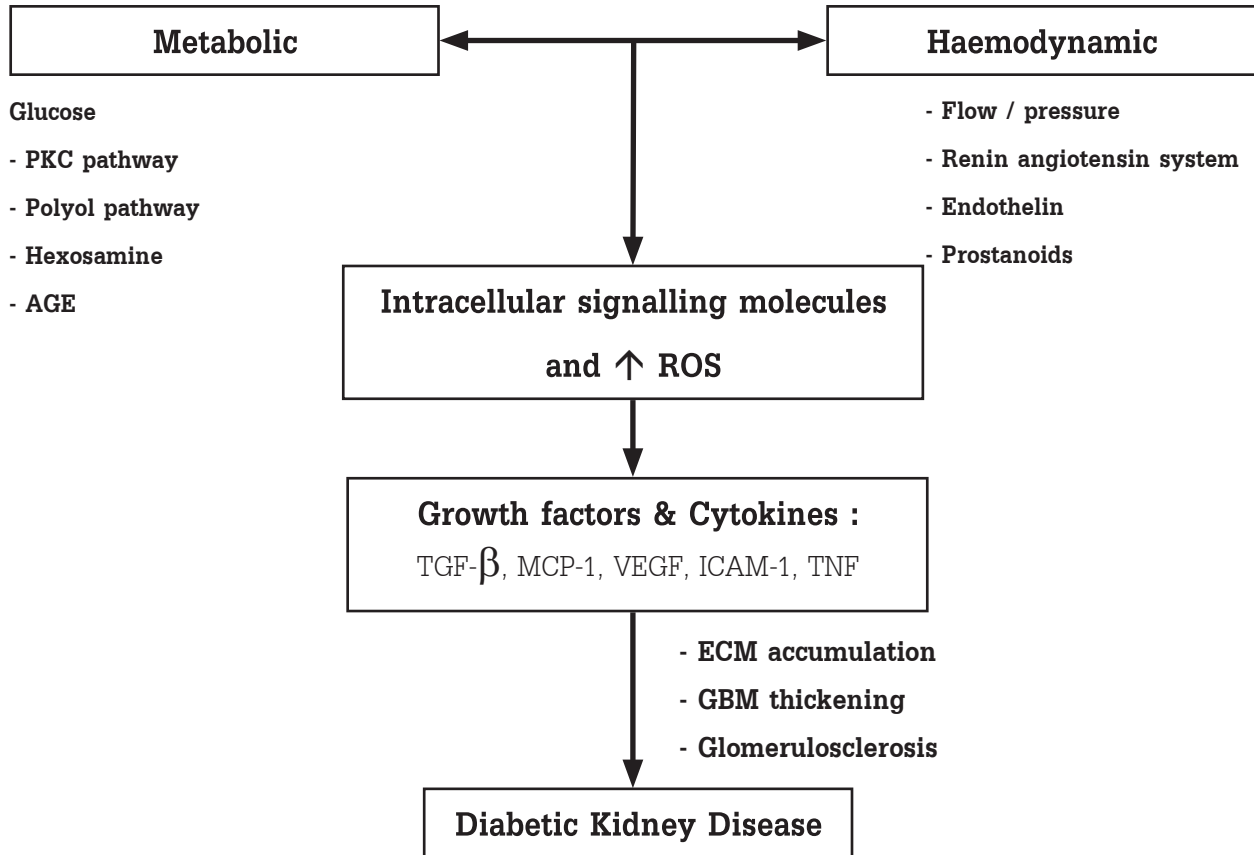 Metabolic
Haemodynamic
Glucose
- PKC pathway
- Polyol pathway
- Hexosamine
- AGE
- Flow / pressure
- Renin angiotensin system
- Endothelin
- Prostanoids
Intracellular signalling molecules
and ↑ ROS
Growth factors & Cytokines :
TGF-β, MCP-1, VEGF, ICAM-1, TNF
- ECM accumulation
- GBM thickening
- Glomerulosclerosis
Diabetic Kidney Disease